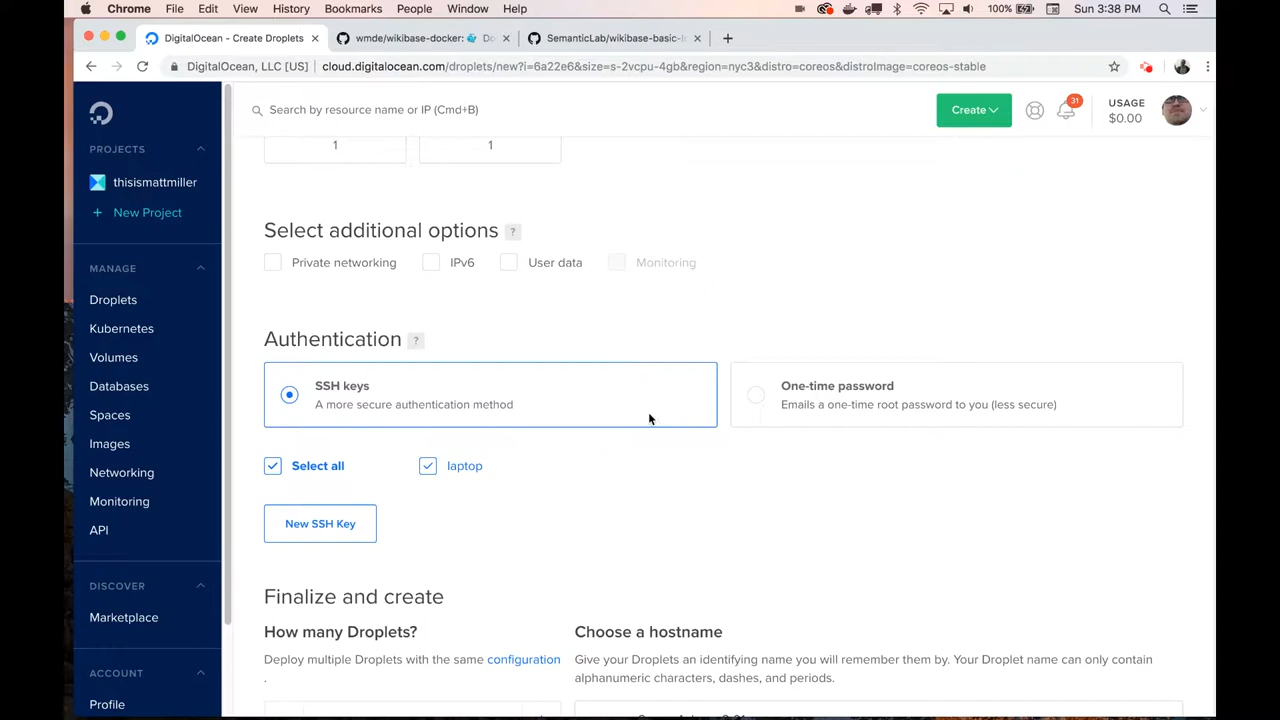 Chrome File Edit View History Bookmarks People Window Help 100% Sun 3:38 PM
DigitalOcean - Create Droplets
wmde/wikibase-docker:
SemanticLab/wikibase-basic-
DigitalOcean, LLC [US] cloud.digitalocean.com/droplets/new?i=6a22e6&size=s-2vcpu-4gb&region=nyc3&distro=coreos&distroImage=coreos-stable
Search by resource name or IP (Cmd+B)
Create
31
USAGE
$0.00
PROJECTS
thisismattmiller
+ New Project
MANAGE
Droplets
Kubernetes
Volumes
Databases
Spaces
Images
Networking
Monitoring
API
DISCOVER
Marketplace
ACCOUNT
Profile
1 1
Select additional options ?
Private networking IPv6 User data Monitoring
Authentication ?
SSH keys
A more secure authentication method
One-time password
Emails a one-time root password to you (less secure)
Select all laptop
New SSH Key
Finalize and create
How many Droplets?
Deploy multiple Droplets with the same configuration
.
Choose a hostname
Give your Droplets an identifying name you will remember them by. Your Droplet name can only contain
alphanumeric characters, dashes, and periods.